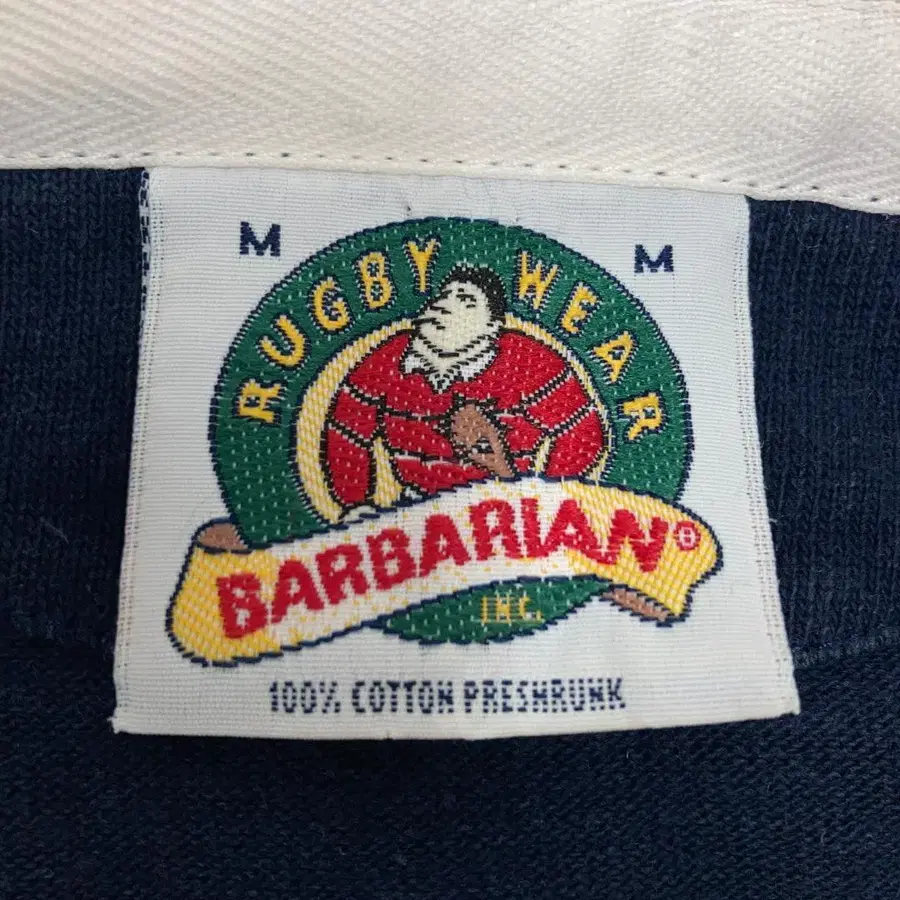 M M
RUGBY WEAR
BARBARIAN®
INC.
100% COTTON PRESHRUNK